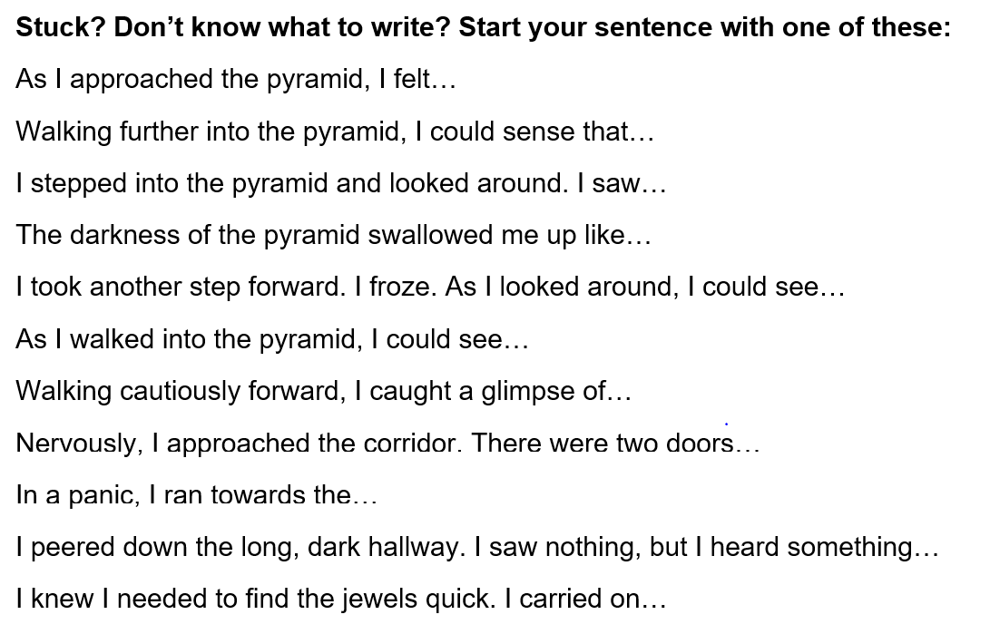 Stuck? Don’t know what to write? Start your sentence with one of these:
As I approached the pyramid, I felt…
Walking further into the pyramid, I could sense that…
I stepped into the pyramid and looked around. I saw…
The darkness of the pyramid swallowed me up like…
I took another step forward. I froze. As I looked around, I could see…
As I walked into the pyramid, I could see…
Walking cautiously forward, I caught a glimpse of…
Nervously, I approached the corridor. There were two doors…
In a panic, I ran towards the…
I peered down the long, dark hallway. I saw nothing, but I heard something…
I knew I needed to find the jewels quick. I carried on…